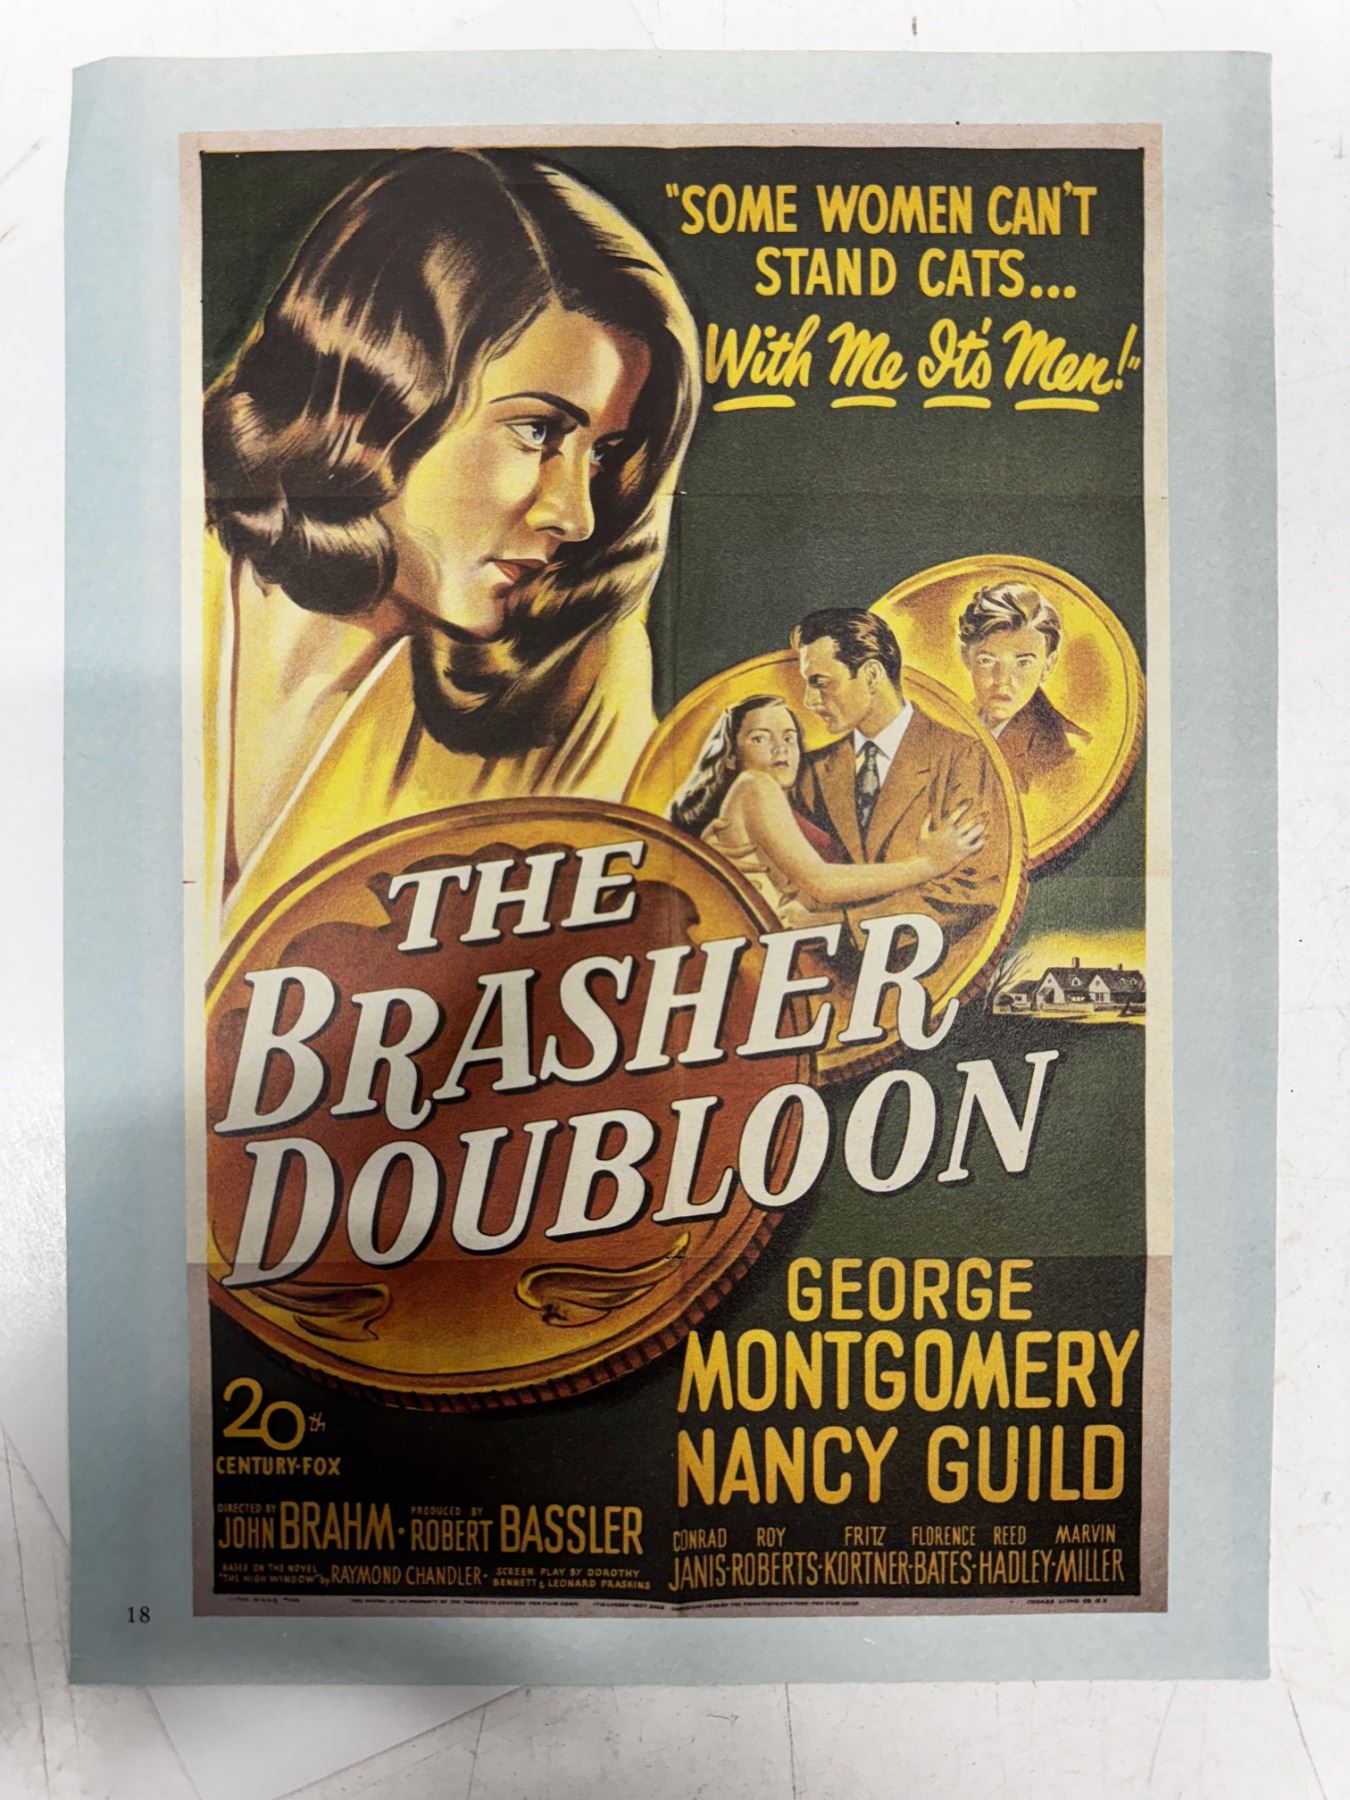 "SOME WOMEN CAN'T
STAND CATS...
With Me It's Men!"
THE
BRASHER
DOUBLOON
GEORGE
MONTGOMERY
NANCY GUILD
20th
CENTURY-FOX
DIRECTED BY
JOHN BRAHM · PRODUCED BY ROBERT BASSLER
BASED ON THE NOVEL "THE HIGH WINDOW" by RAYMOND CHANDLER · SCREEN PLAY BY DOROTHY
BENNETT & LEONARD PRASKINS
CONRAD ROY FRITZ FLORENCE REED MARVIN
JANIS · ROBERTS · KORTNER · BATES · HADLEY · MILLER
18